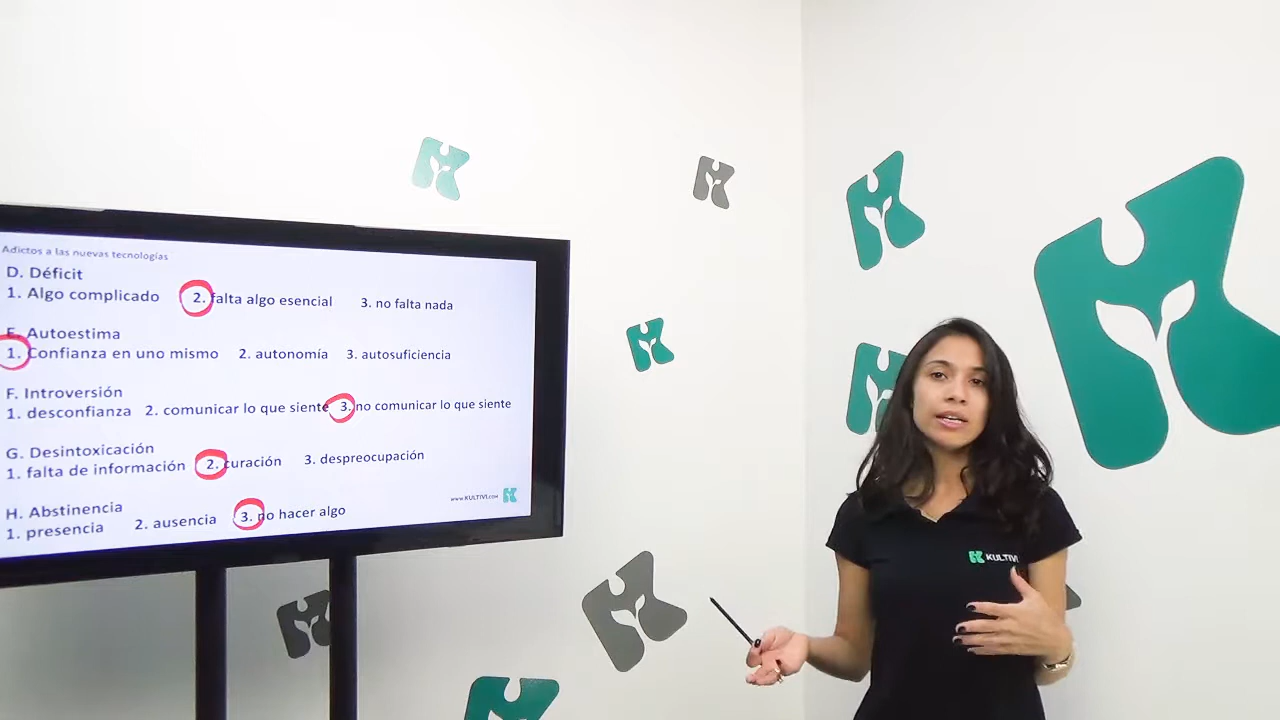 Adictos a las nuevas tecnologías
D. Déficit
1. Algo complicado 2. falta algo esencial 3. no falta nada
E. Autoestima
1. Confianza en uno mismo 2. autonomía 3. autosuficiencia
F. Introversión
1. desconfianza 2. comunicar lo que siente 3. no comunicar lo que siente
G. Desintoxicación
1. falta de información 2. curación 3. despreocupación
H. Abstinencia
1. presencia 2. ausencia 3. no hacer algo
www.KULTIVI.COM
KULTIVI